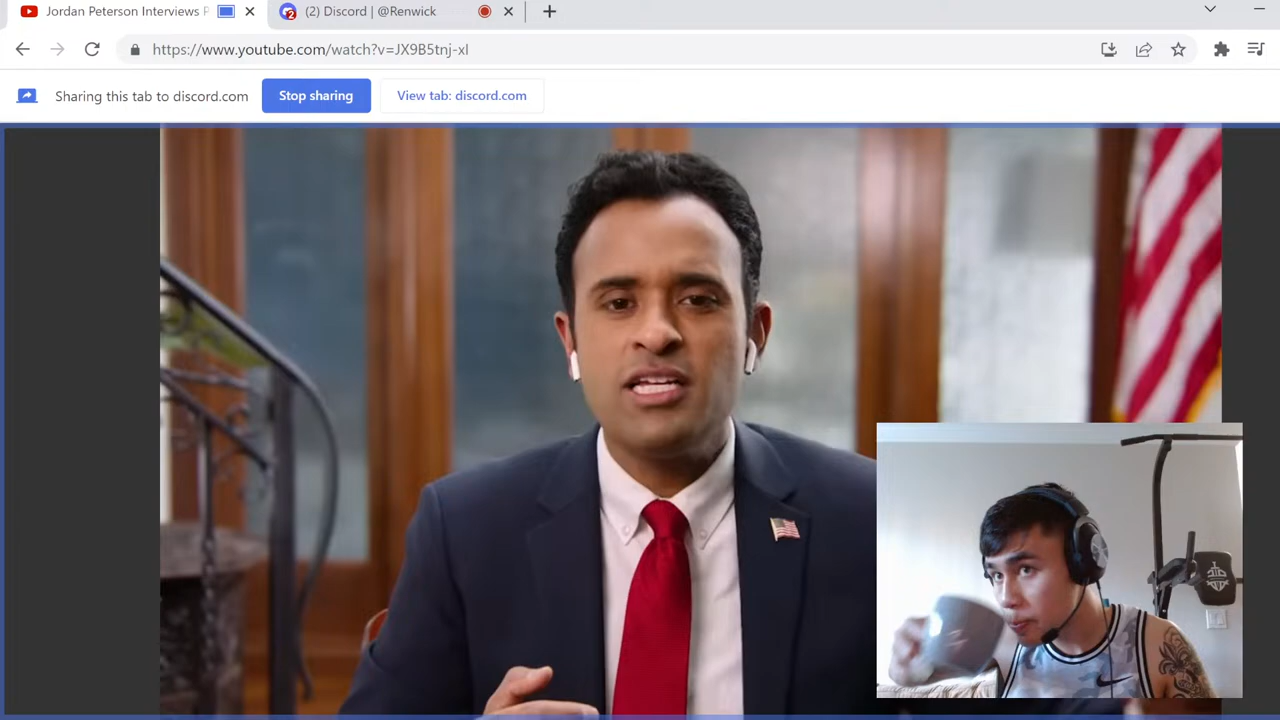 Jordan Peterson Interviews
2
(2) Discord | @Renwick
https://www.youtube.com/watch?v=JX9B5tnj-xI
Sharing this tab to discord.com
Stop sharing
View tab: discord.com